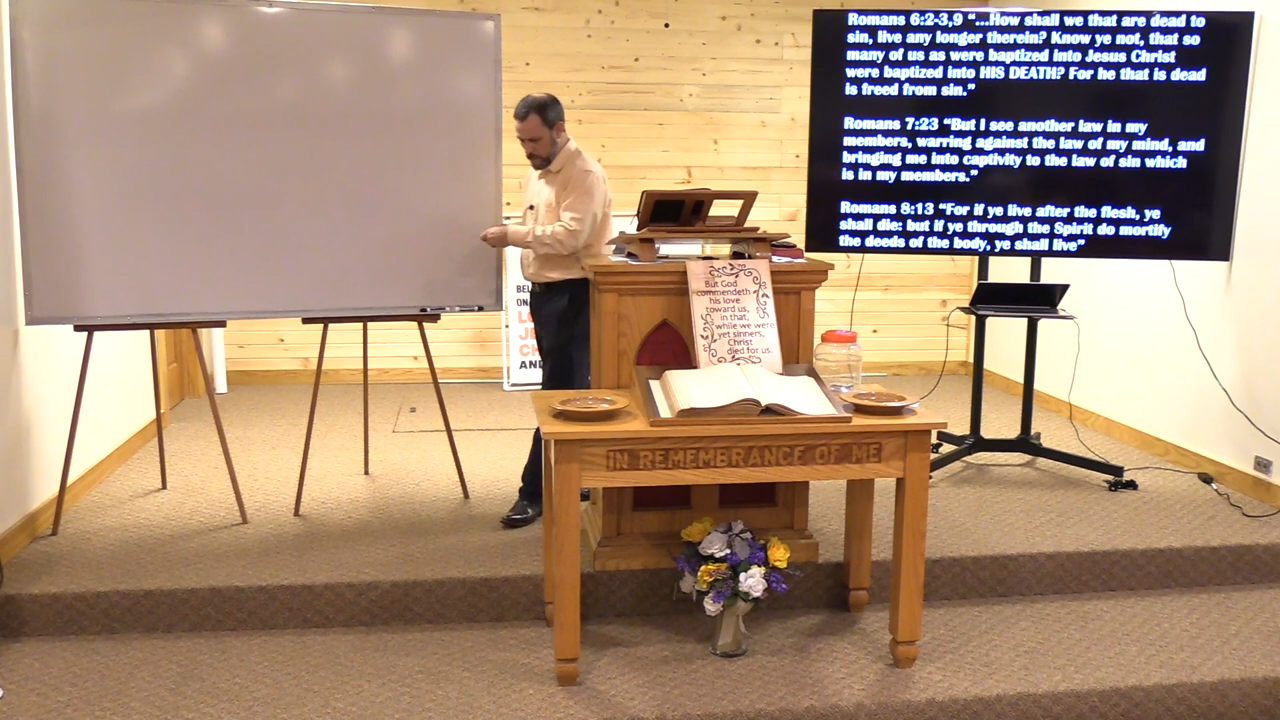 Romans 6:2-3,9 “...How shall we that are dead to
sin, live any longer therein? Know ye not, that so
many of us as were baptized into Jesus Christ
were baptized into HIS DEATH? For he that is dead
is freed from sin.”
Romans 7:23 “But I see another law in my
members, warring against the law of my mind, and
bringing me into captivity to the law of sin which
is in my members.”
Romans 8:13 “For if ye live after the flesh, ye
shall die: but if ye through the Spirit do mortify
the deeds of the body, ye shall live”
But God
commendeth
his love
toward us,
in that,
while we were
yet sinners,
Christ
died for us.
IN REMEMBRANCE OF ME